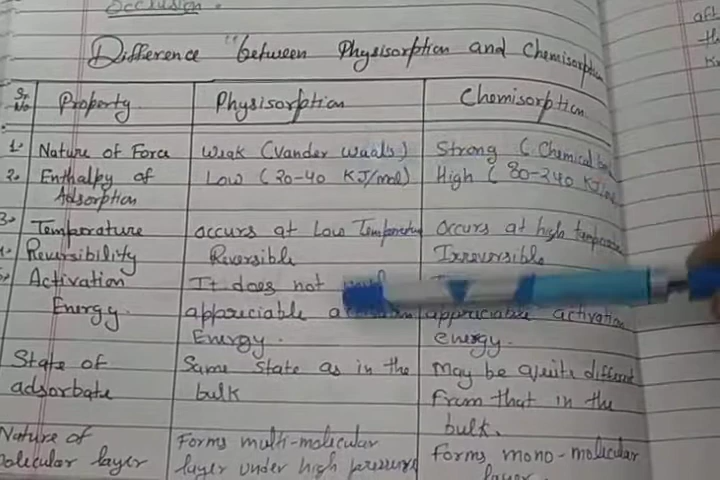 Occlusion.
Difference "between Physisorption and Chemisorption
Sr. No Property Physisorption Chemisorption
1. Nature of Force Weak (Vander Waals) Strong (Chemical
2. Enthalpy of Adsorption Low (20-40 KJ/mol) High (80-240 KJ/mol
3. Temperature occurs at Low Temperature Occurs at high temperature
Reversibility Reversible Irreversible
Activation Energy. It does not appreciable Energy. appreciable activation energy.
State of adsorbate Same state as in the bulk May be quite different from that in the bulk.
Nature of layer Forms multi-molecular layer under high pressure Forms mono-molecular layer.